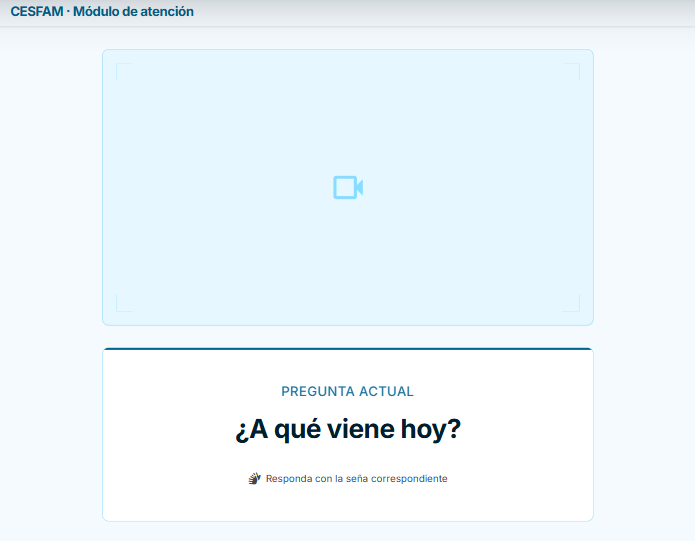 CESFAM · Módulo de atención
PREGUNTA ACTUAL
¿A qué viene hoy?
Responda con la seña correspondiente